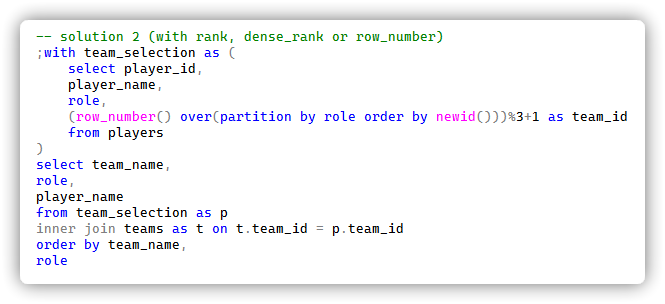 -- solution 2 (with rank, dense_rank or row_number)
;with team_selection as (
    select player_id,
    player_name,
    role,
    (row_number() over(partition by role order by newid()))%3+1 as team_id
    from players
)
select team_name,
role,
player_name
from team_selection as p
inner join teams as t on t.team_id = p.team_id
order by team_name,
role